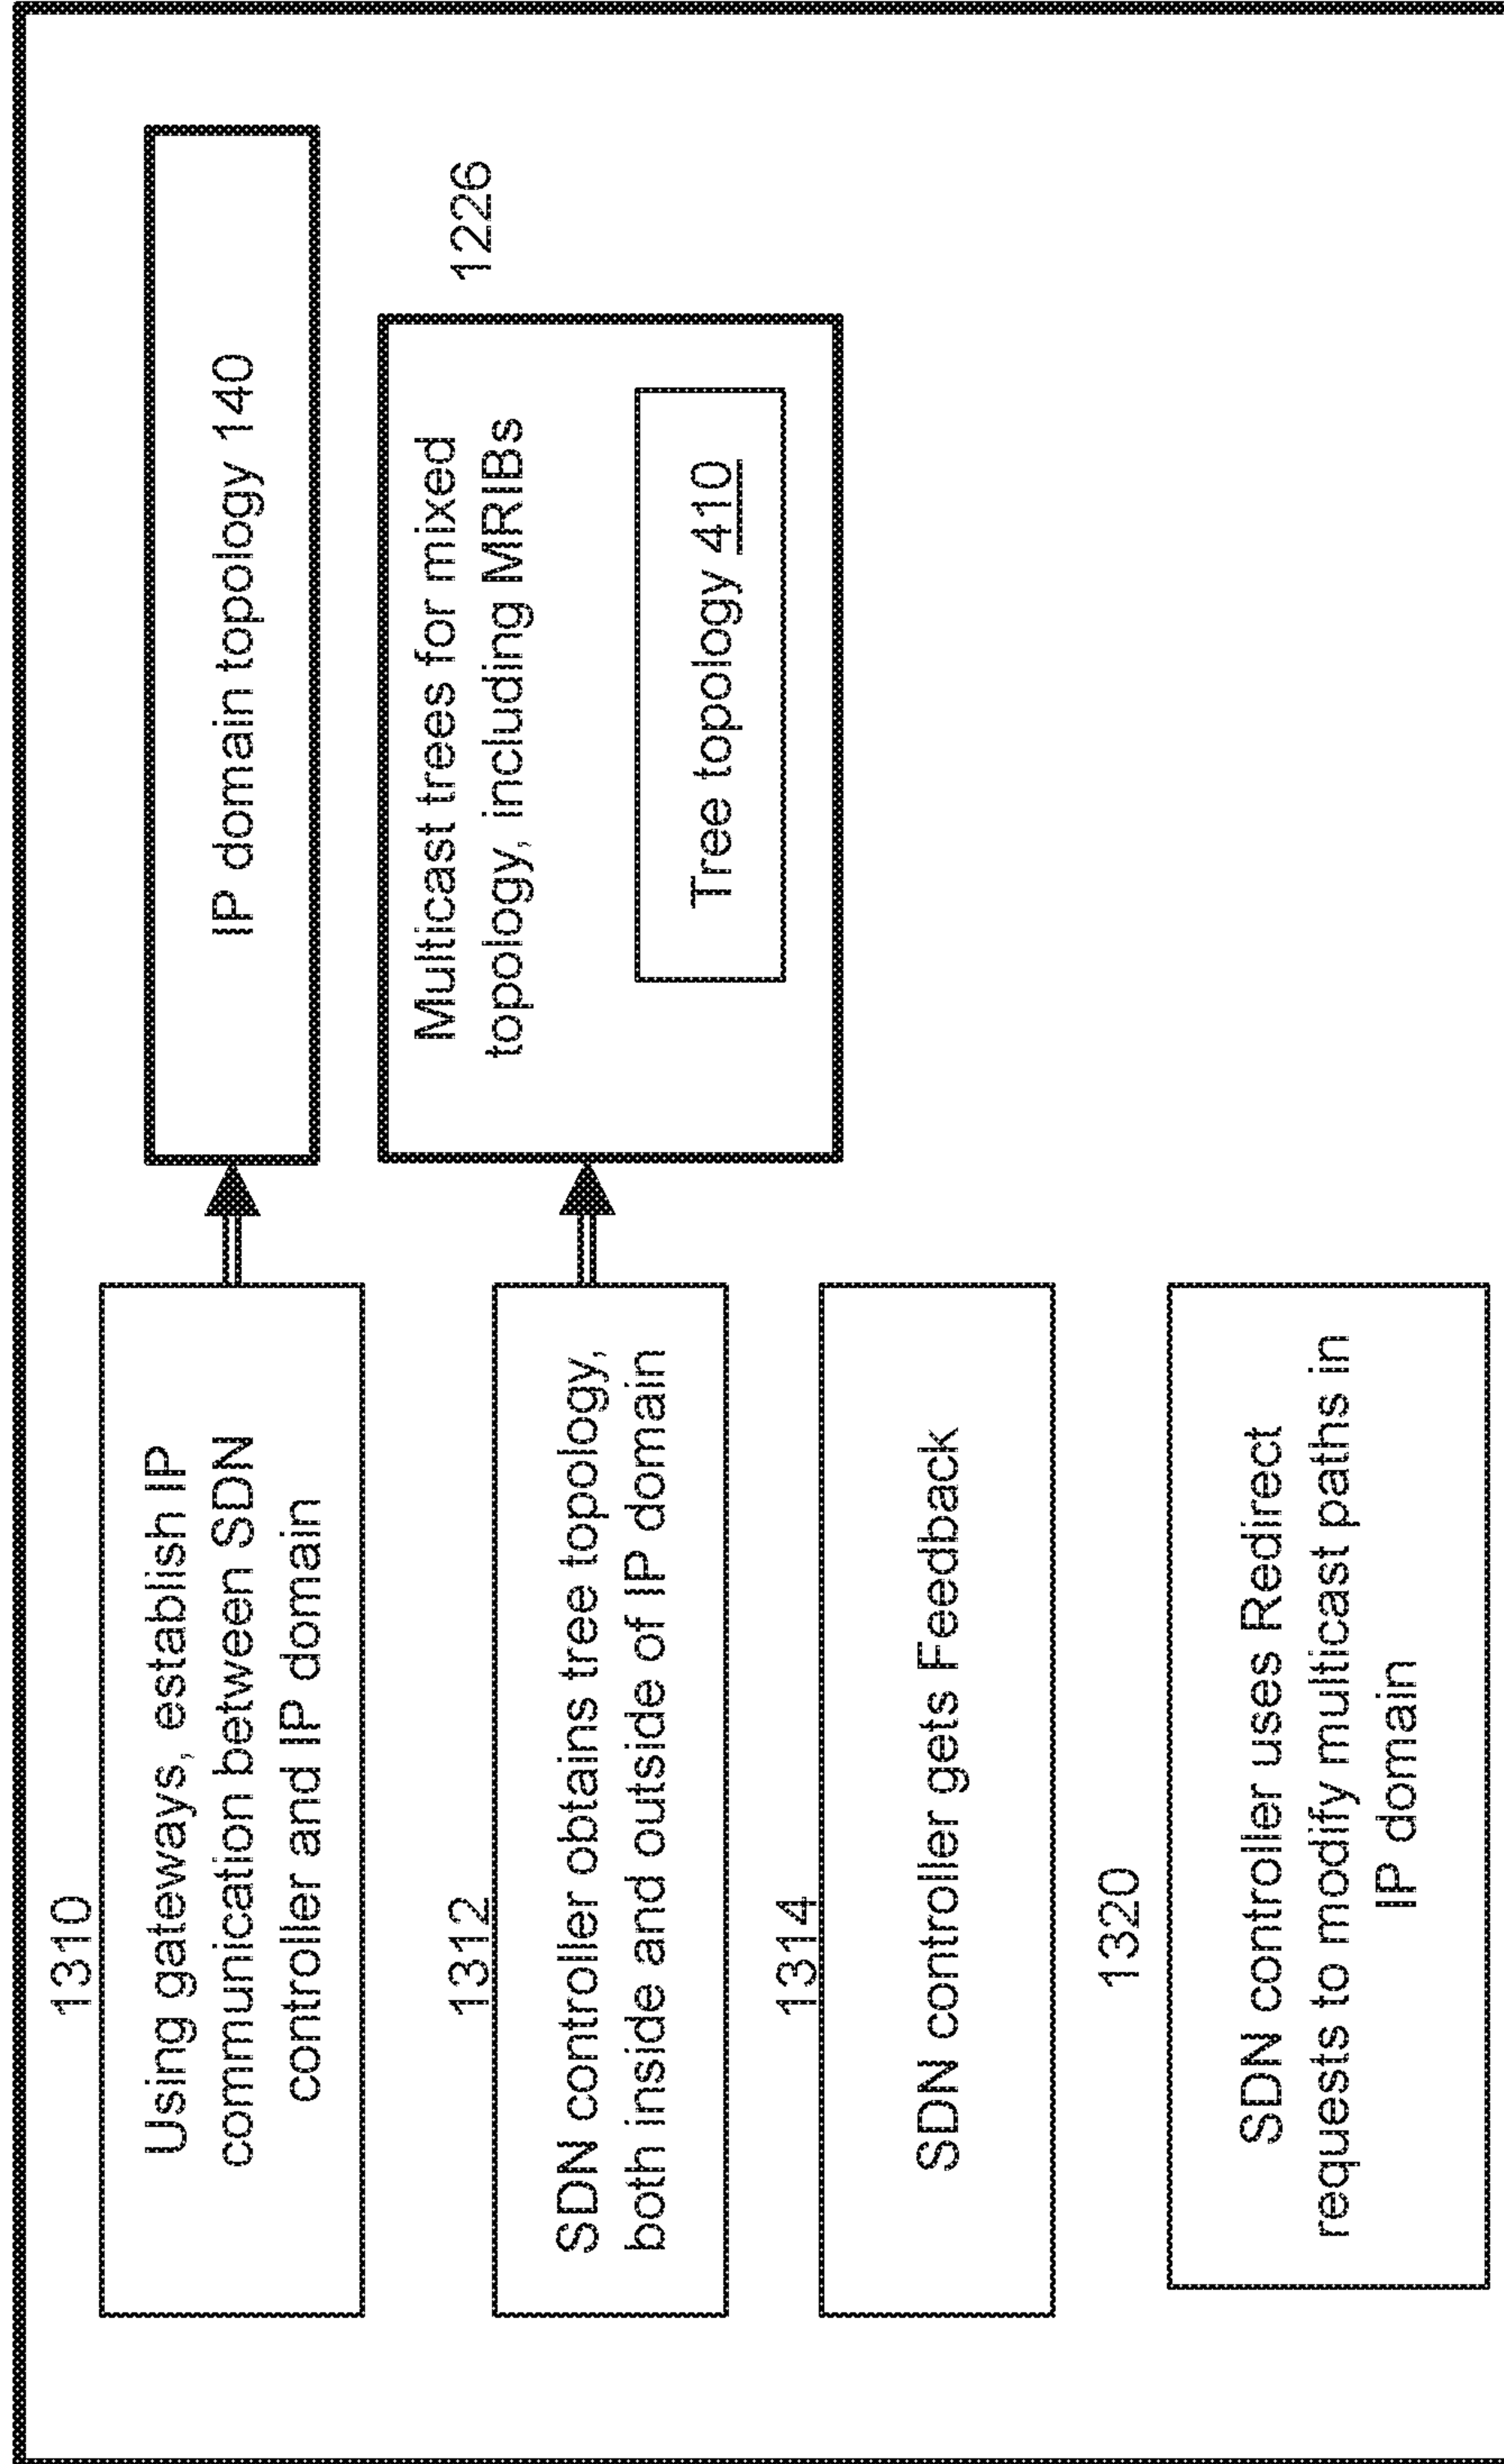 1310
Using gateways, establish IP
communication between SDN
controller and IP domain
IP domain topology 140
1312
SDN controller obtains tree topology,
both inside and outside of IP domain
1226
Multicast trees for mixed
topology, including MRIBs
Tree topology 410
1314
SDN controller gets Feedback
1320
SDN controller uses Redirect
requests to modify multicast paths in
IP domain